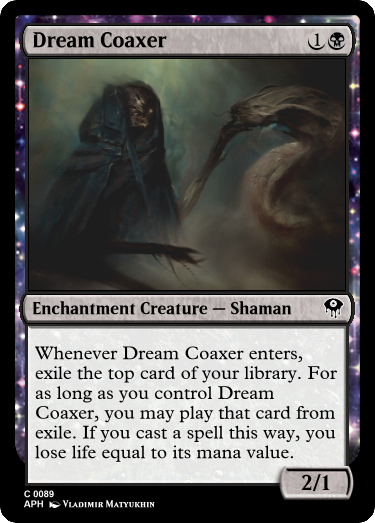 Dream Coaxer 1
Enchantment Creature — Shaman
Whenever Dream Coaxer enters,
exile the top card of your library. For
as long as you control Dream
Coaxer, you may play that card from
exile. If you cast a spell this way, you
lose life equal to its mana value.
2/1
C 0089
APH Vladimir Matyukhin